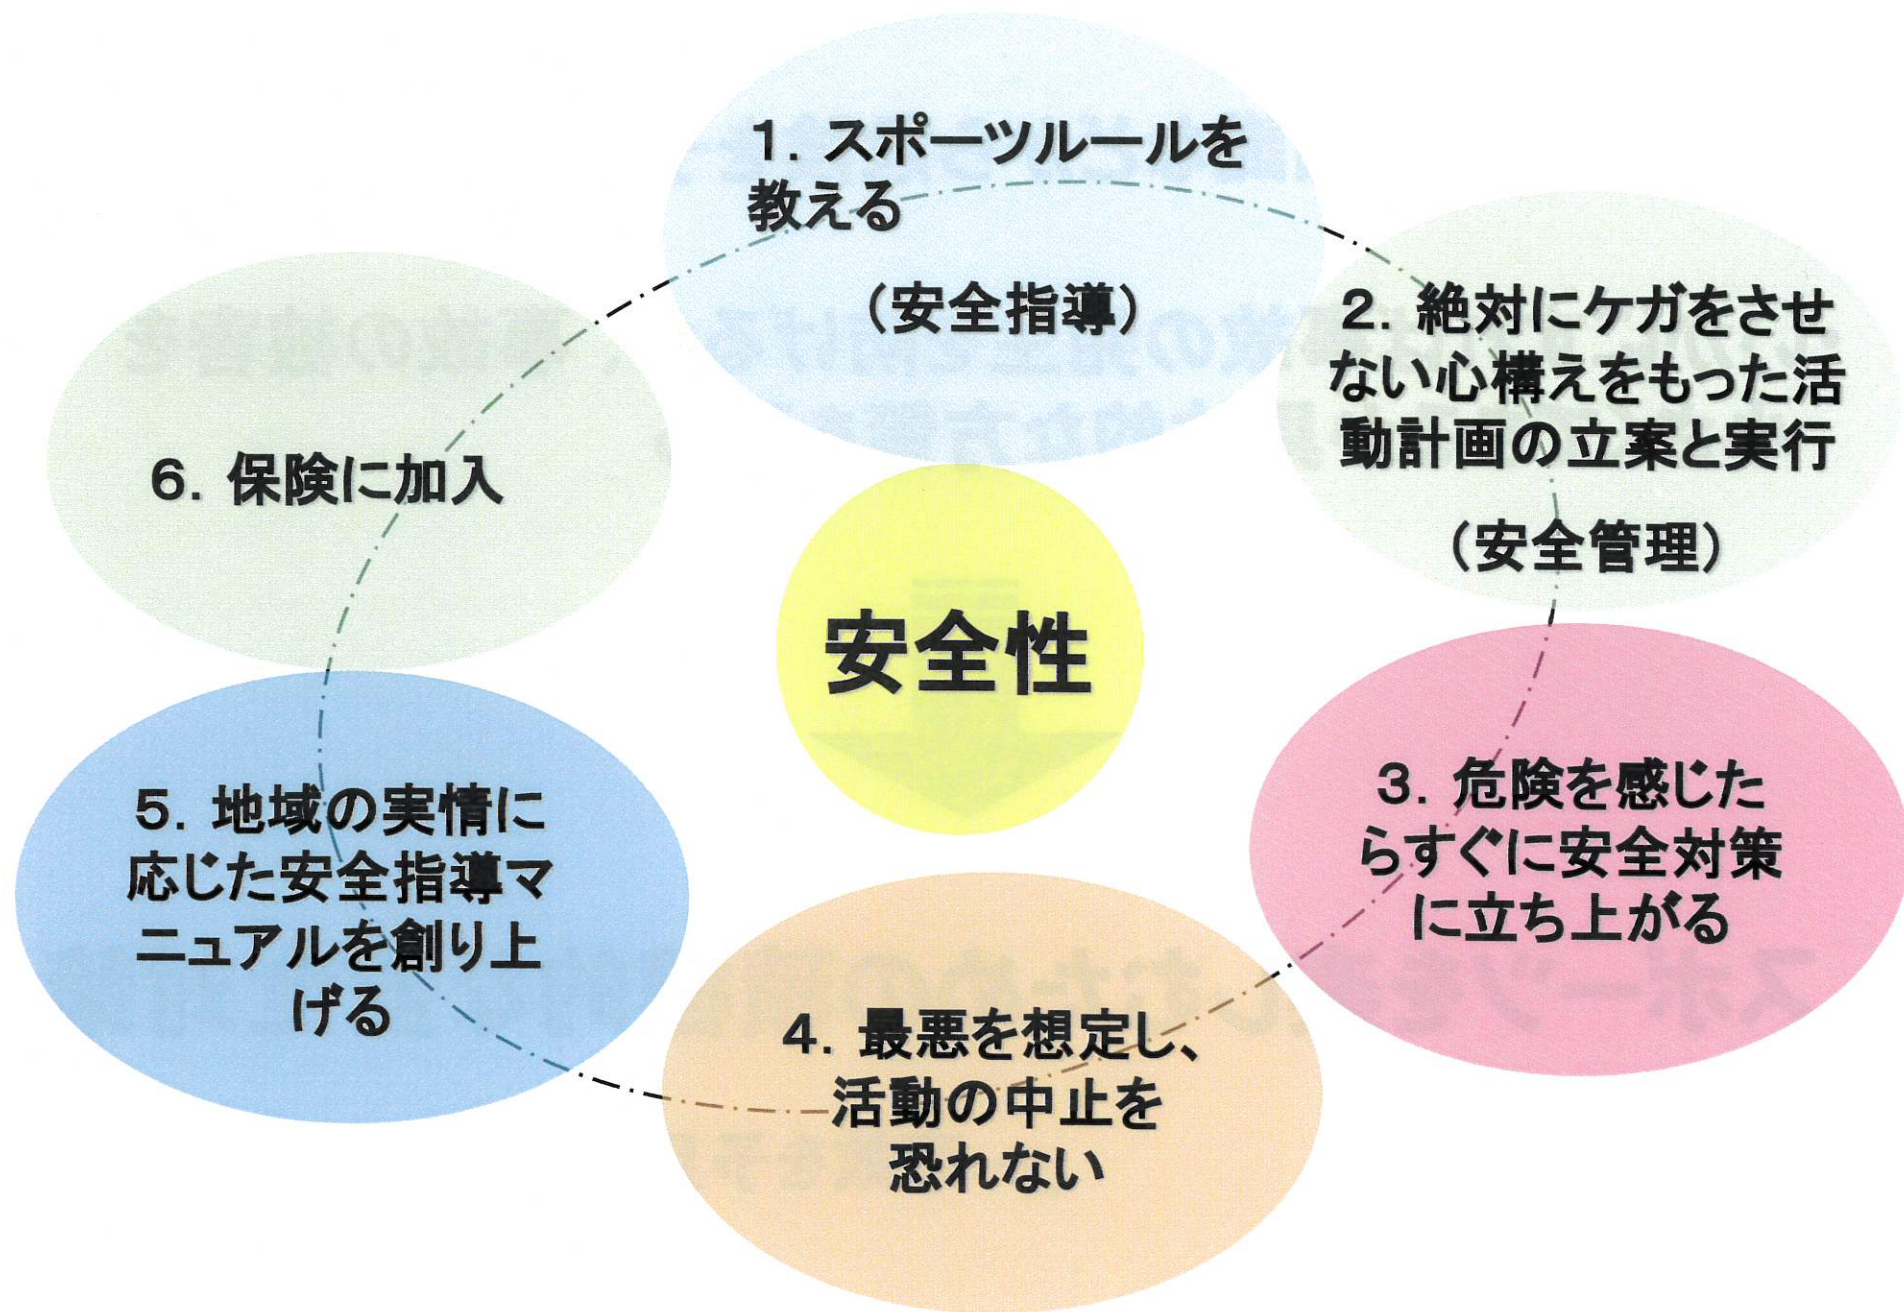 1. スポーツルールを
教える
(安全指導)
2. 絶対にケガをさせ
ない心構えをもった活
動計画の立案と実行
(安全管理)
3. 危険を感じた
らすぐに安全対策
に立ち上がる
4. 最悪を想定し、
活動の中止を
恐れない
5. 地域の実情に
応じた安全指導マ
ニュアルを創り上
げる
6. 保険に加入
安全性